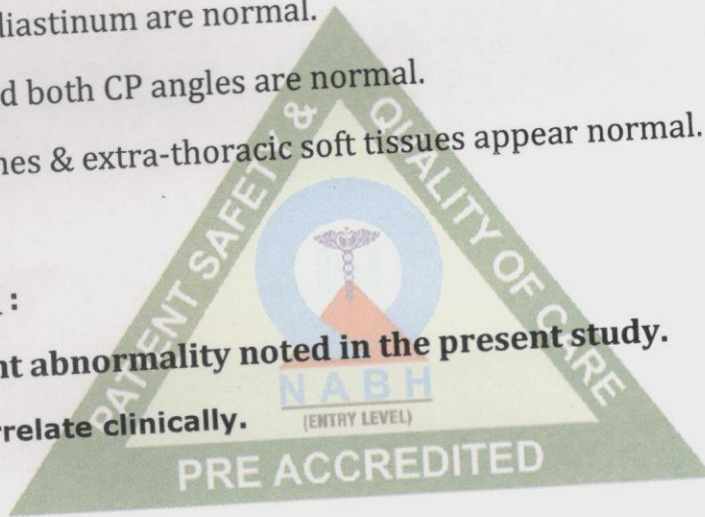 diastinum are normal.
d both CP angles are normal.
nes & extra-thoracic soft tissues appear normal.
:
nt abnormality noted in the present study.
rrelate clinically.
PATIENT SAFETY & QUALITY OF CARE
NABH
(ENTRY LEVEL)
PRE ACCREDITED